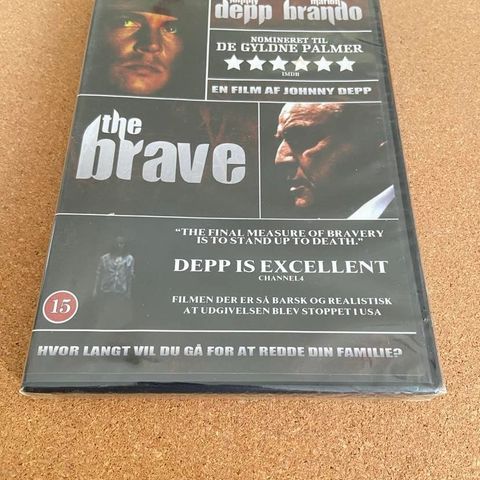 johnny marlon
depp brando
NOMINERET TIL
DE GYLDNE PALMER
IMDB
EN FILM AF JOHNNY DEPP
the
brave
“THE FINAL MEASURE OF BRAVERY
IS TO STAND UP TO DEATH.”
DEPP IS EXCELLENT
CHANNEL4
15
FILMEN DER ER SÅ BARSK OG REALISTISK
AT UDGIVELSEN BLEV STOPPET I USA
HVOR LANGT VIL DU GÅ FOR AT REDDE DIN FAMILIE?